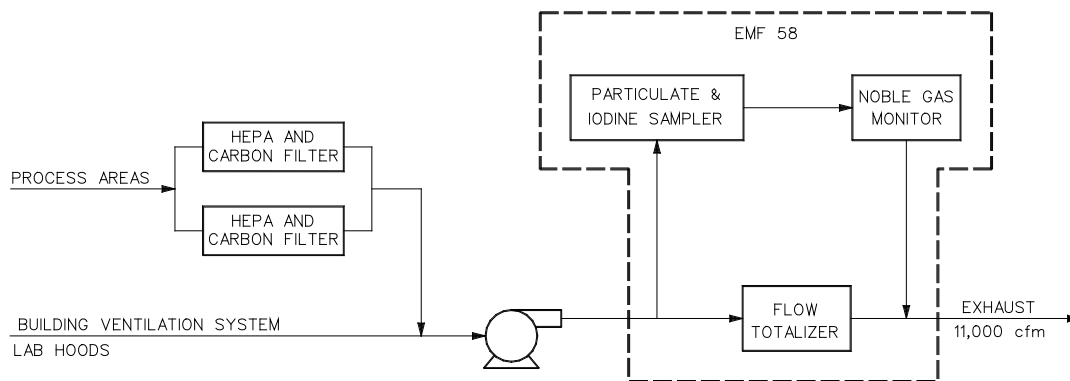 EMF 58
PARTICULATE &
IODINE SAMPLER
NOBLE GAS
MONITOR
HEPA AND
CARBON FILTER
PROCESS AREAS
HEPA AND
CARBON FILTER
BUILDING VENTILATION SYSTEM
LAB HOODS
FLOW
TOTALIZER
EXHAUST
11,000 cfm